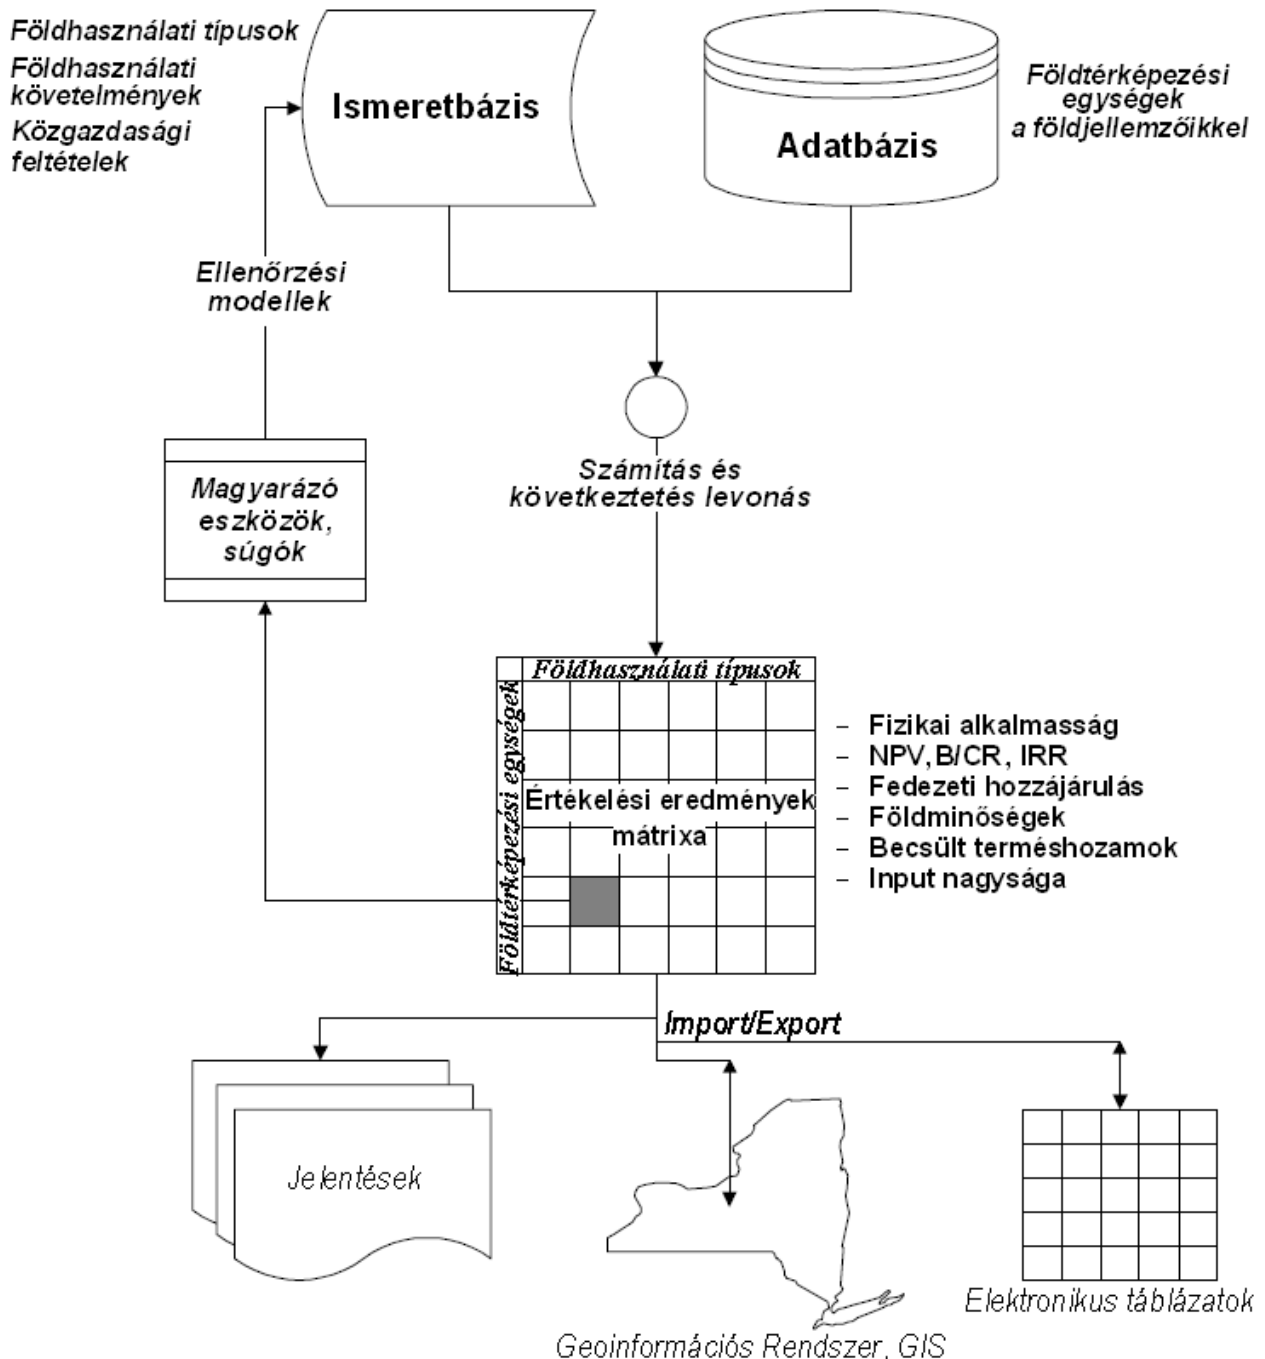 Földhasználati típusok
Földhasználati
követelmények
Közgazdasági
feltételek
Ismeretbázis
Adatbázis
Földtérképezési
egységek
a földjellemzőikkel
Ellenőrzési
modellek
Magyarázó
eszközök,
súgók
Számítás és
következtetés levonás
Földhasználati típusok
Földtérképezési egységek
Értékelési eredmények
mátrixa
– Fizikai alkalmasság
– NPV, B/CR, IRR
– Fedezeti hozzájárulás
– Földminőségek
– Becsült terméshozamok
– Input nagysága
Import/Export
Jelentések
Geoinformációs Rendszer, GIS
Elektronikus táblázatok